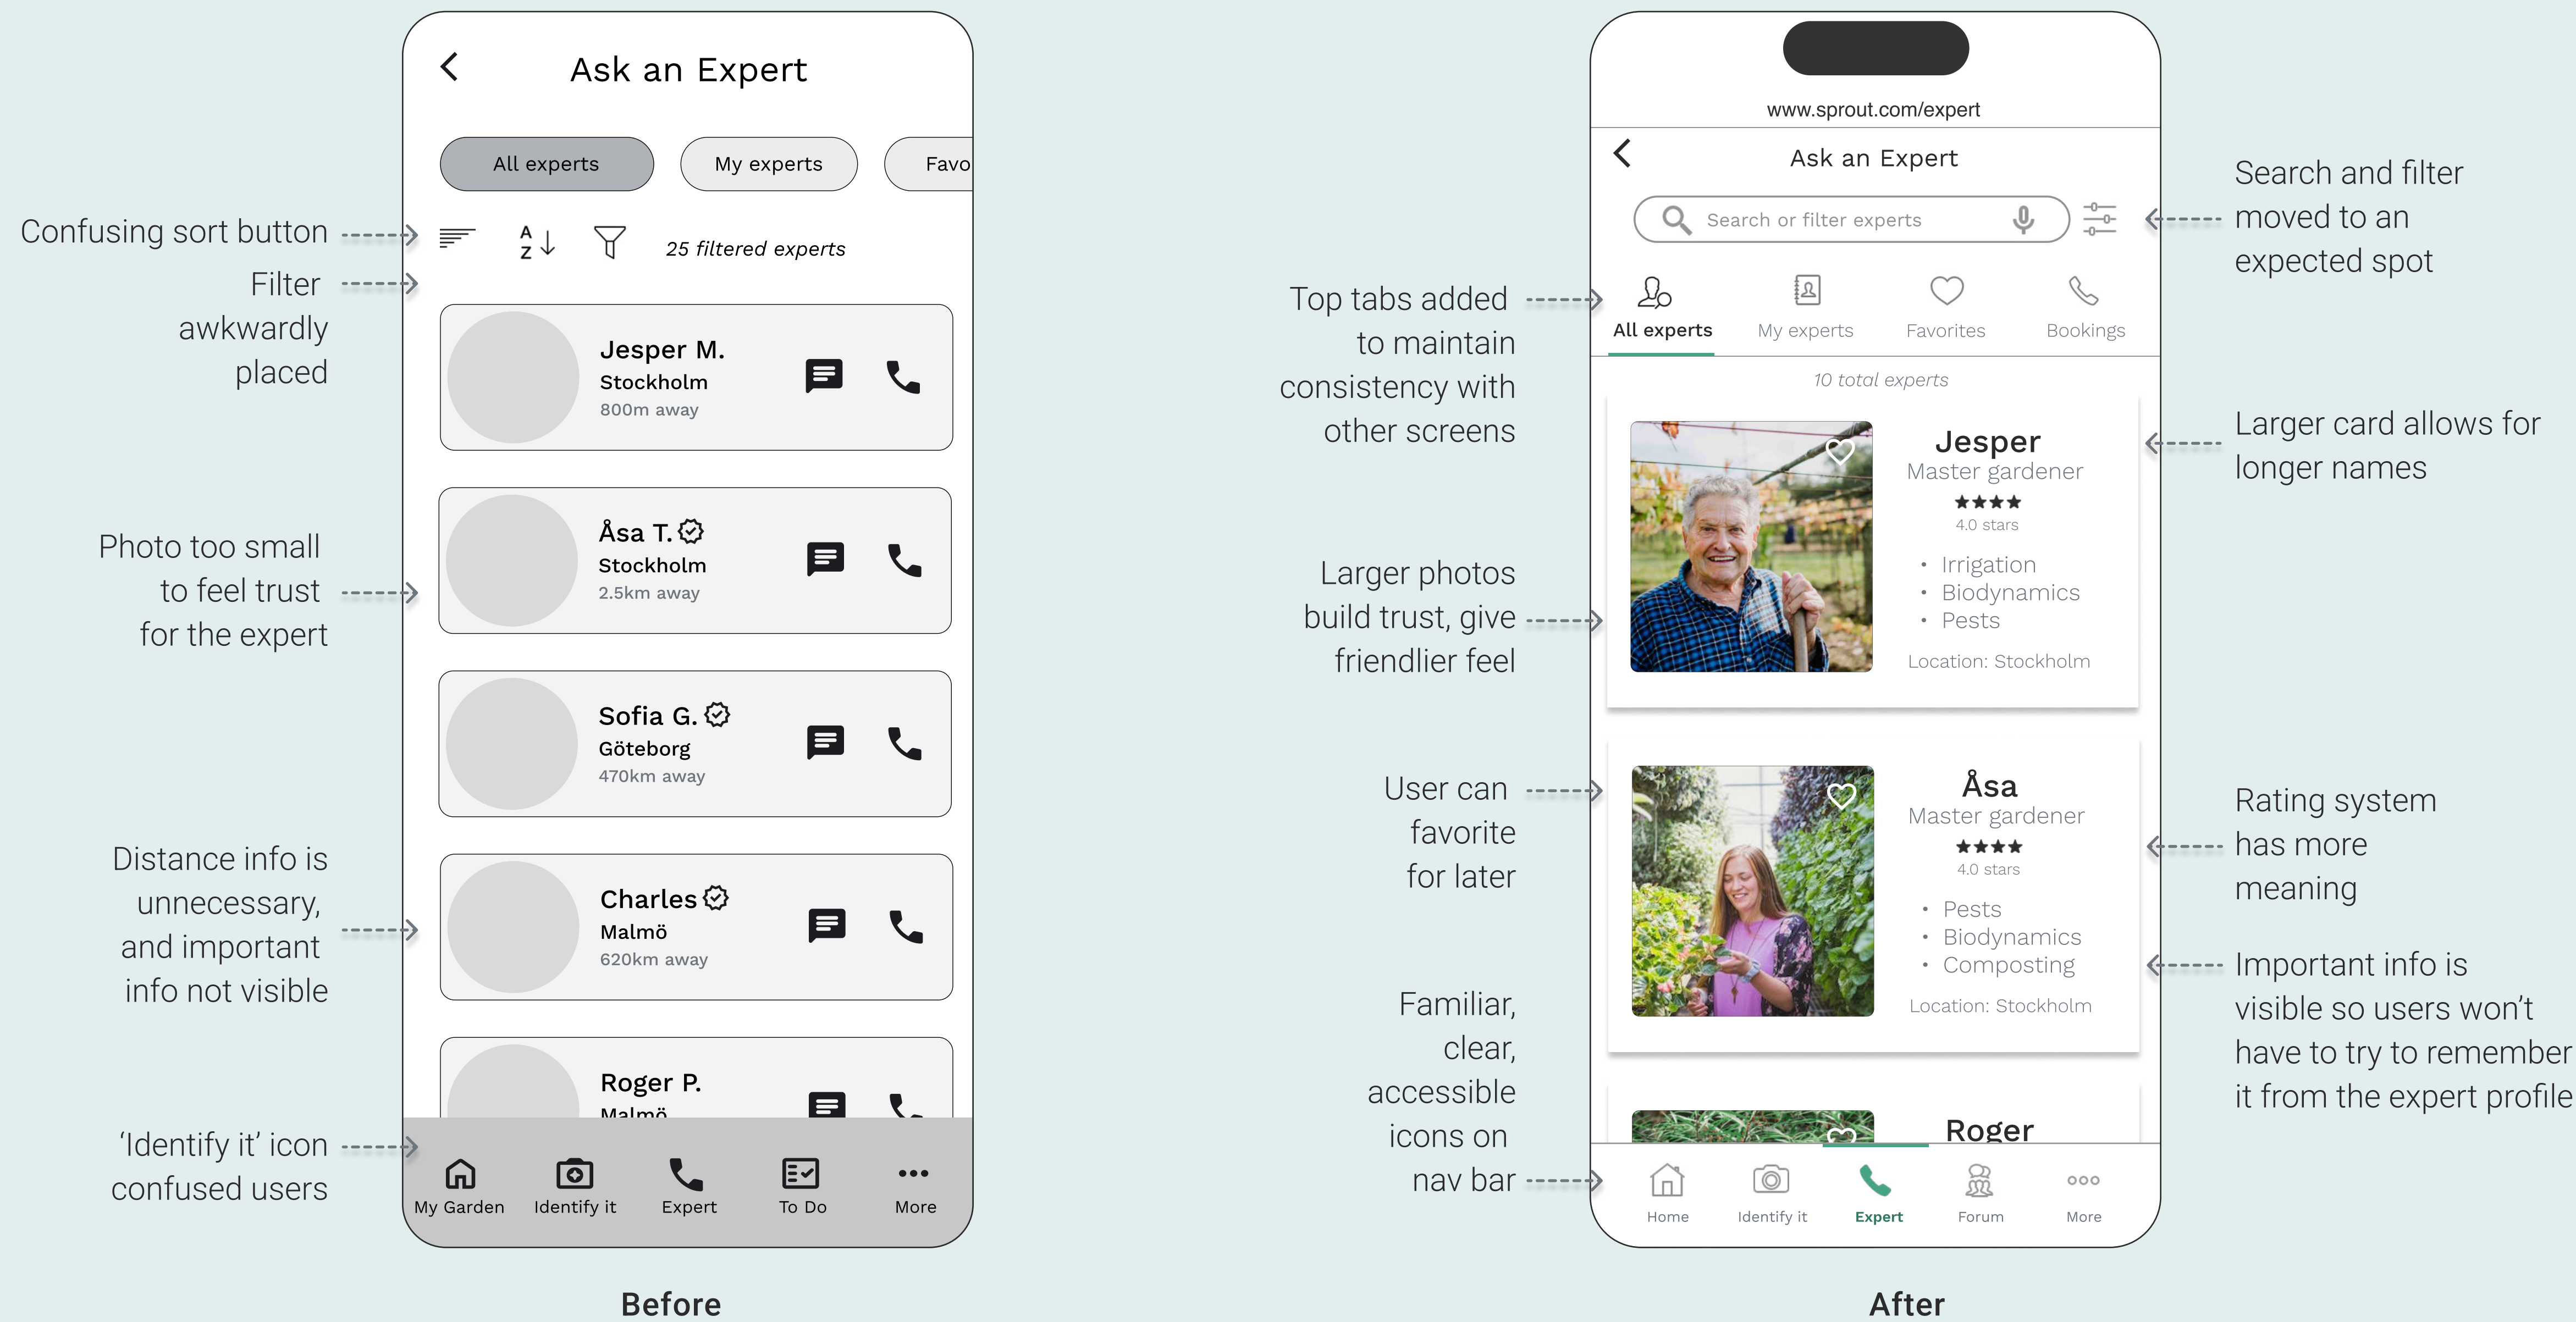 Ask an Expert
All experts
My experts
Favo
A
Z
25 filtered experts
Confusing sort button
Filter
awkwardly
placed
Jesper M.
Stockholm
800m away
Photo too small
to feel trust
for the expert
Åsa T.
Stockholm
2.5km away
Sofia G.
Göteborg
470km away
Distance info is
unnecessary,
and important
info not visible
Charles
Malmö
620km away
Roger P.
Malmö
‘Identify it’ icon
confused users
My Garden
Identify it
Expert
To Do
More
Before
www.sprout.com/expert
Ask an Expert
Search or filter experts
Search and filter
moved to an
expected spot
Top tabs added
to maintain
consistency with
other screens
All experts
My experts
Favorites
Bookings
10 total experts
Larger card allows for
longer names
Jesper
Master gardener
4.0 stars
• Irrigation
• Biodynamics
• Pests
Location: Stockholm
Larger photos
build trust, give
friendlier feel
User can
favorite
for later
Åsa
Master gardener
4.0 stars
• Pests
• Biodynamics
• Composting
Location: Stockholm
Rating system
has more
meaning
Important info is
visible so users won’t
have to try to remember
it from the expert profile
Familiar,
clear,
accessible
icons on
nav bar
Roger
Home
Identify it
Expert
Forum
More
After